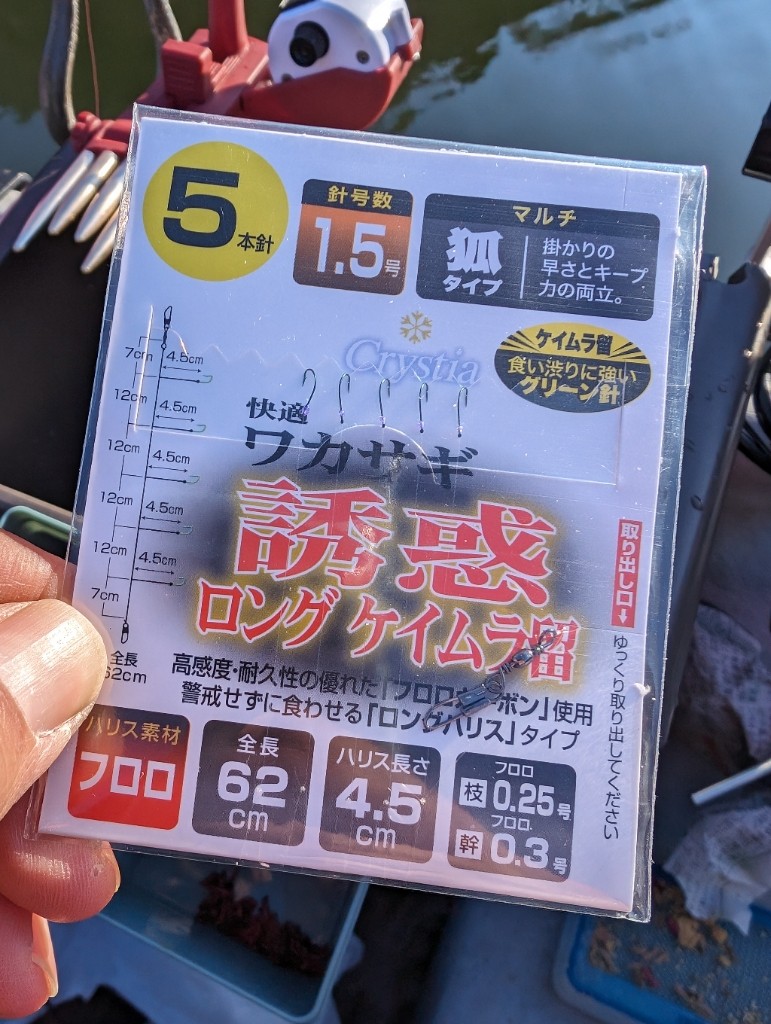 5本針
針号数
1.5号
マルチ
狐
タイプ
掛かりの
早さとキープ
力の両立。
Crystia
ケイムラ留
食い渋りに強い
グリーン針
快適
ワカサギ
誘惑
ロング ケイムラ留
7cm
4.5cm
12cm
4.5cm
12cm
4.5cm
12cm
4.5cm
12cm
4.5cm
7cm
全長
62cm
取り出し口
ゆっくり取り出してください
高感度・耐久性の優れた「フロロカーボン」使用
警戒せずに食わせる「ロングハリス」タイプ
ハリス素材
フロロ
全長
62
cm
ハリス長さ
4.5
cm
フロロ
枝 0.25号
フロロ
幹 0.3号